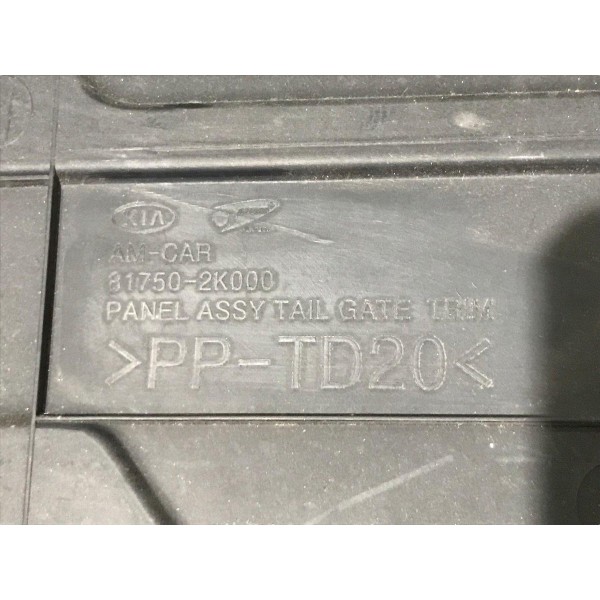 KIA
AM-CAR
81750-2K000
PANEL ASSY TAIL GATE TRIM
>PP-TD20<